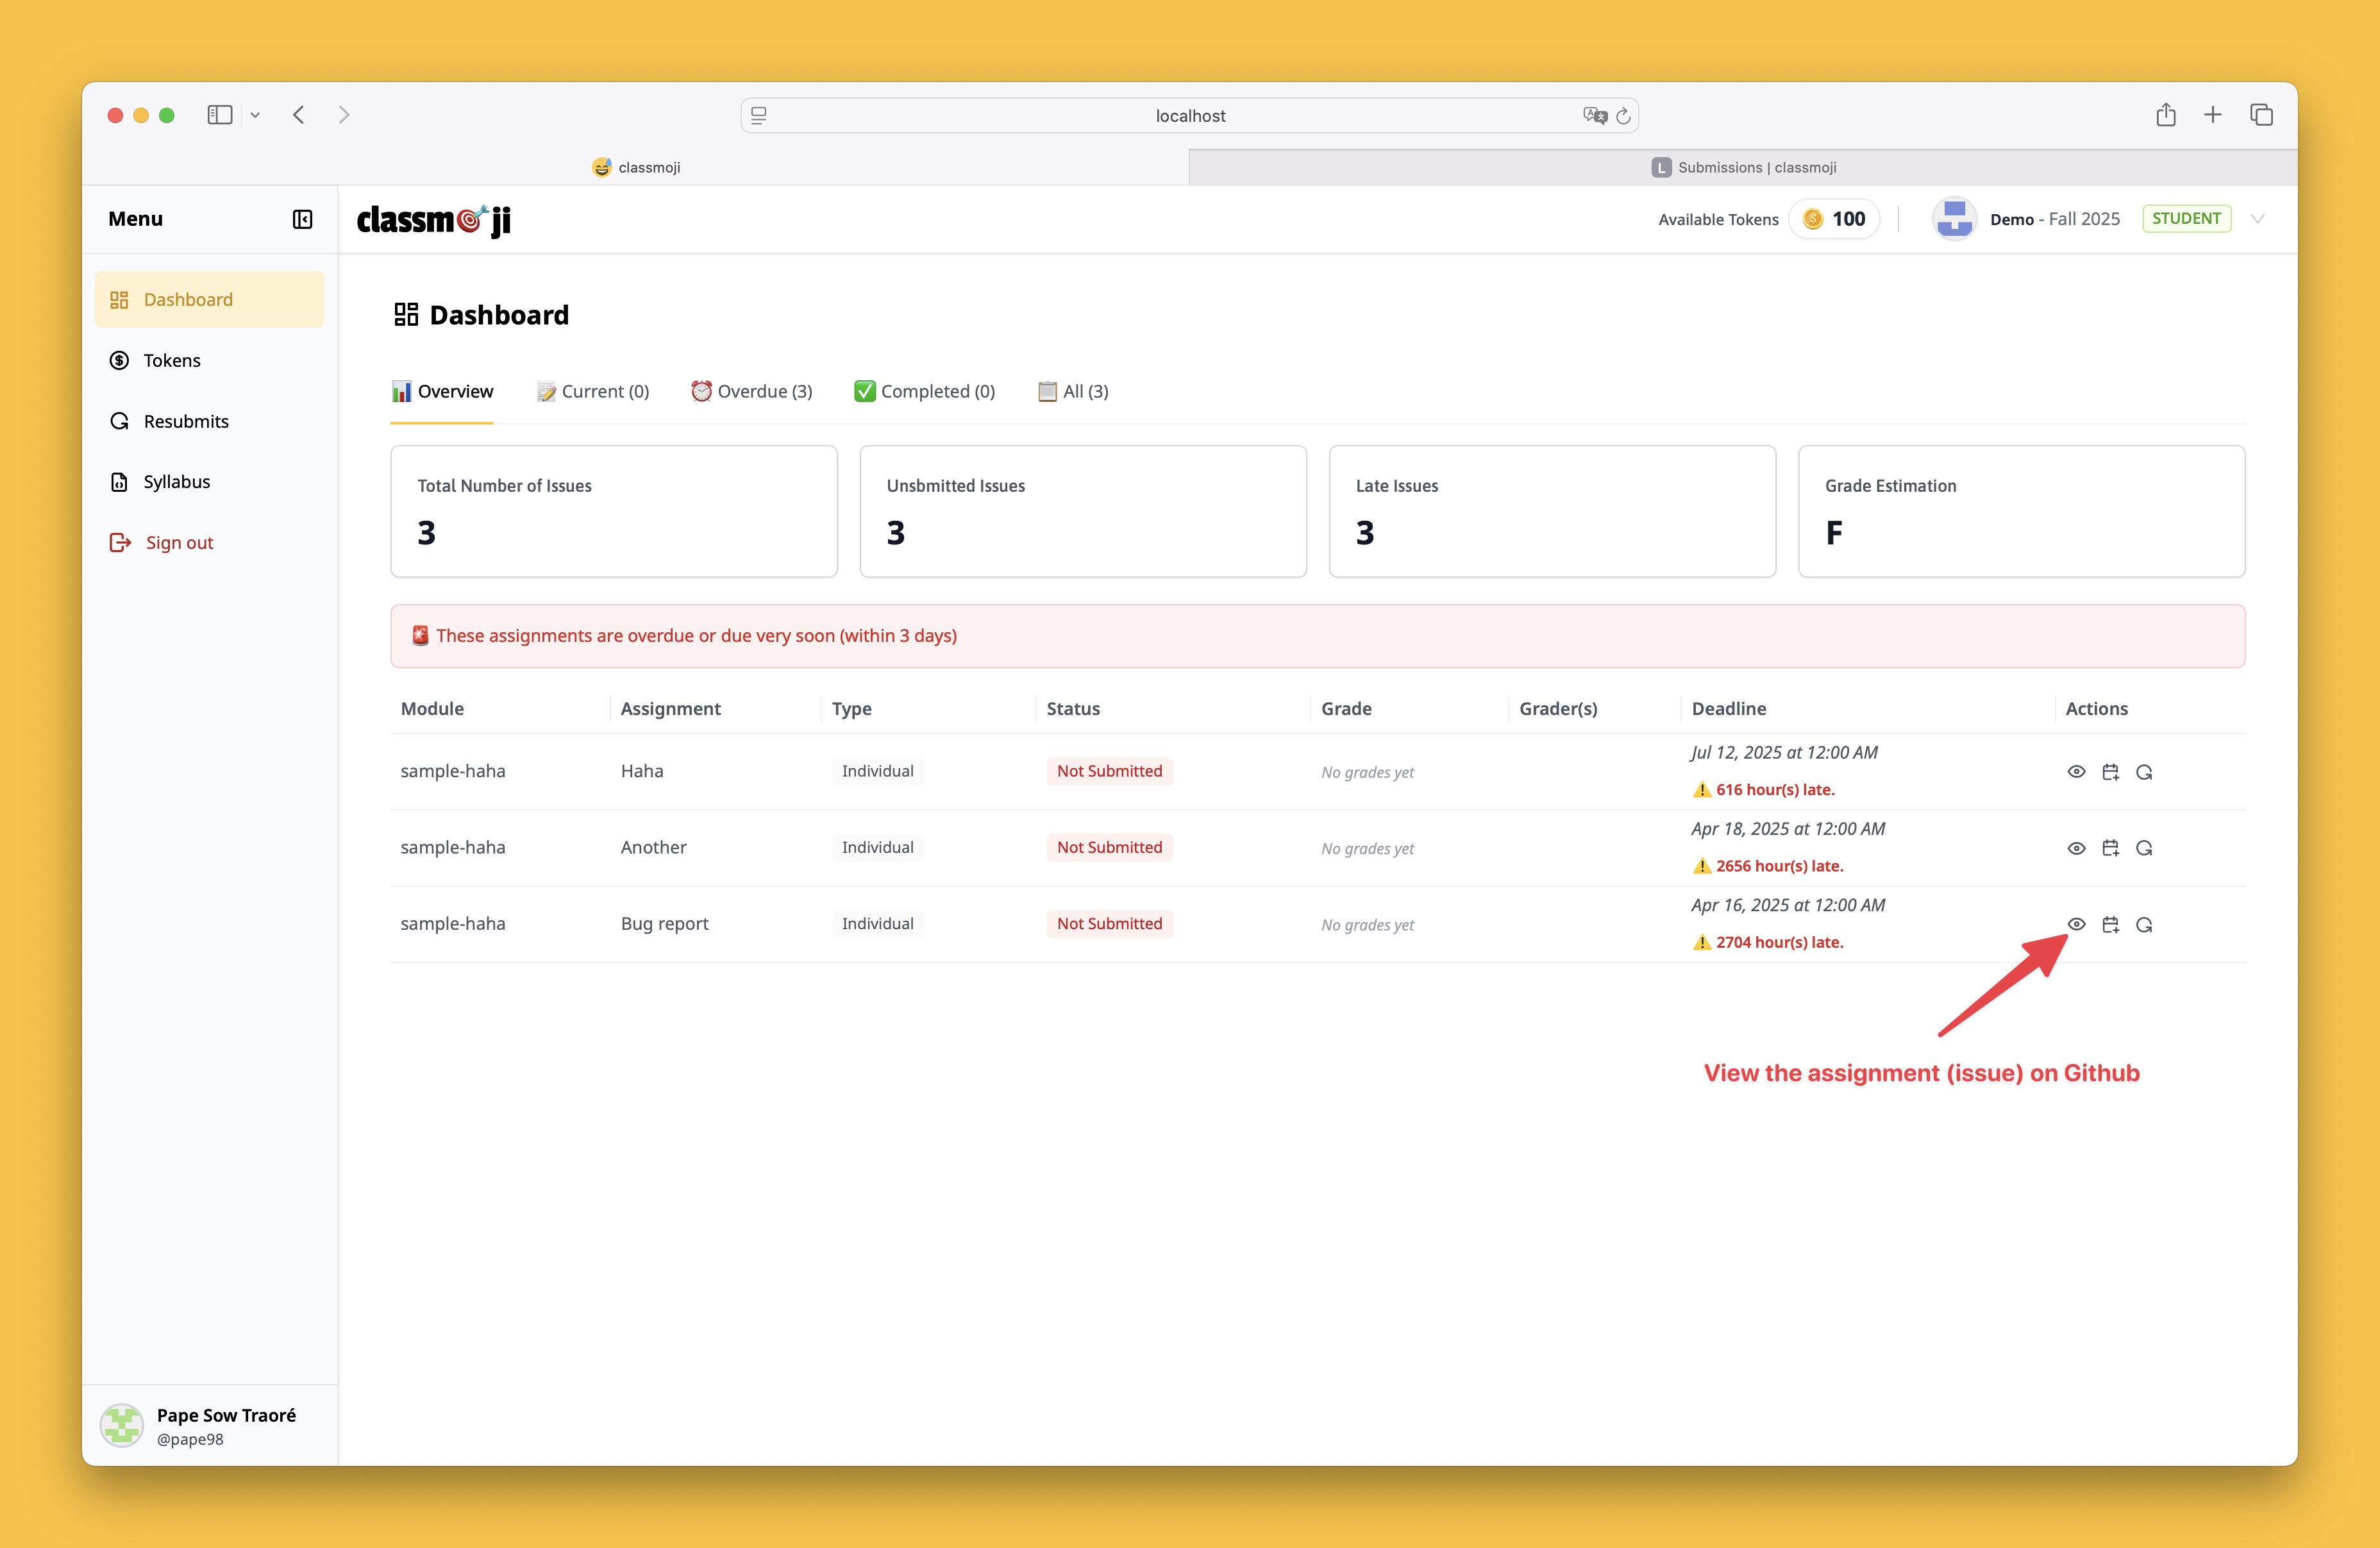 localhost
classmoji
L Submissions | classmoji
Menu
classmoji
Available Tokens 100
Demo - Fall 2025 STUDENT
Dashboard
Tokens
Resubmits
Syllabus
Sign out
Dashboard
Overview Current (0) Overdue (3) Completed (0) All (3)
Total Number of Issues
3
Unsbmitted Issues
3
Late Issues
3
Grade Estimation
F
These assignments are overdue or due very soon (within 3 days)
Module Assignment Type Status Grade Grader(s) Deadline Actions
sample-haha Haha Individual Not Submitted No grades yet Jul 12, 2025 at 12:00 AM
616 hour(s) late.
sample-haha Another Individual Not Submitted No grades yet Apr 18, 2025 at 12:00 AM
2656 hour(s) late.
sample-haha Bug report Individual Not Submitted No grades yet Apr 16, 2025 at 12:00 AM
2704 hour(s) late.
View the assignment (issue) on Github
Pape Sow Traoré
@pape98